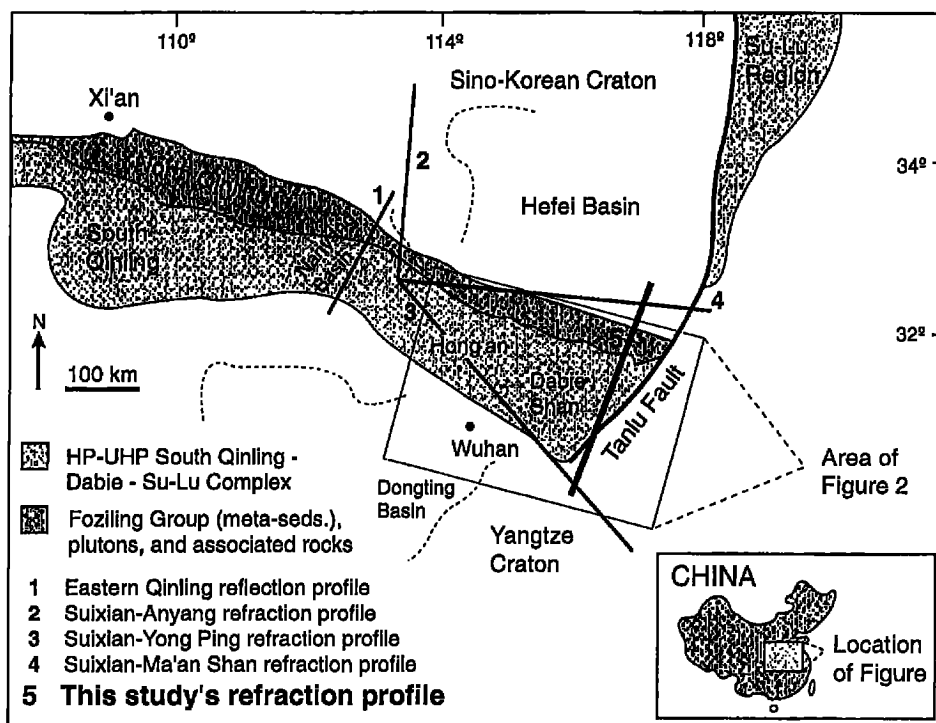 110º
114º
118º
Su-Lu
Region
Sino-Korean Craton
Xi'an
2
34º
1
Hefei Basin
South
Qinling
4
3
N
32º
Hong'an
5
100 km
Dabie
Shan
Tanlu Fault
Wuhan
HP-UHP South Qinling -
Dabie - Su-Lu Complex
Area of
Figure 2
Dongting
Basin
Foziling Group (meta-seds.),
plutons, and associated rocks
Yangtze
Craton
1 Eastern Qinling reflection profile
2 Suixian-Anyang refraction profile
3 Suixian-Yong Ping refraction profile
4 Suixian-Ma'an Shan refraction profile
5 This study's refraction profile
CHINA
Location
of Figure